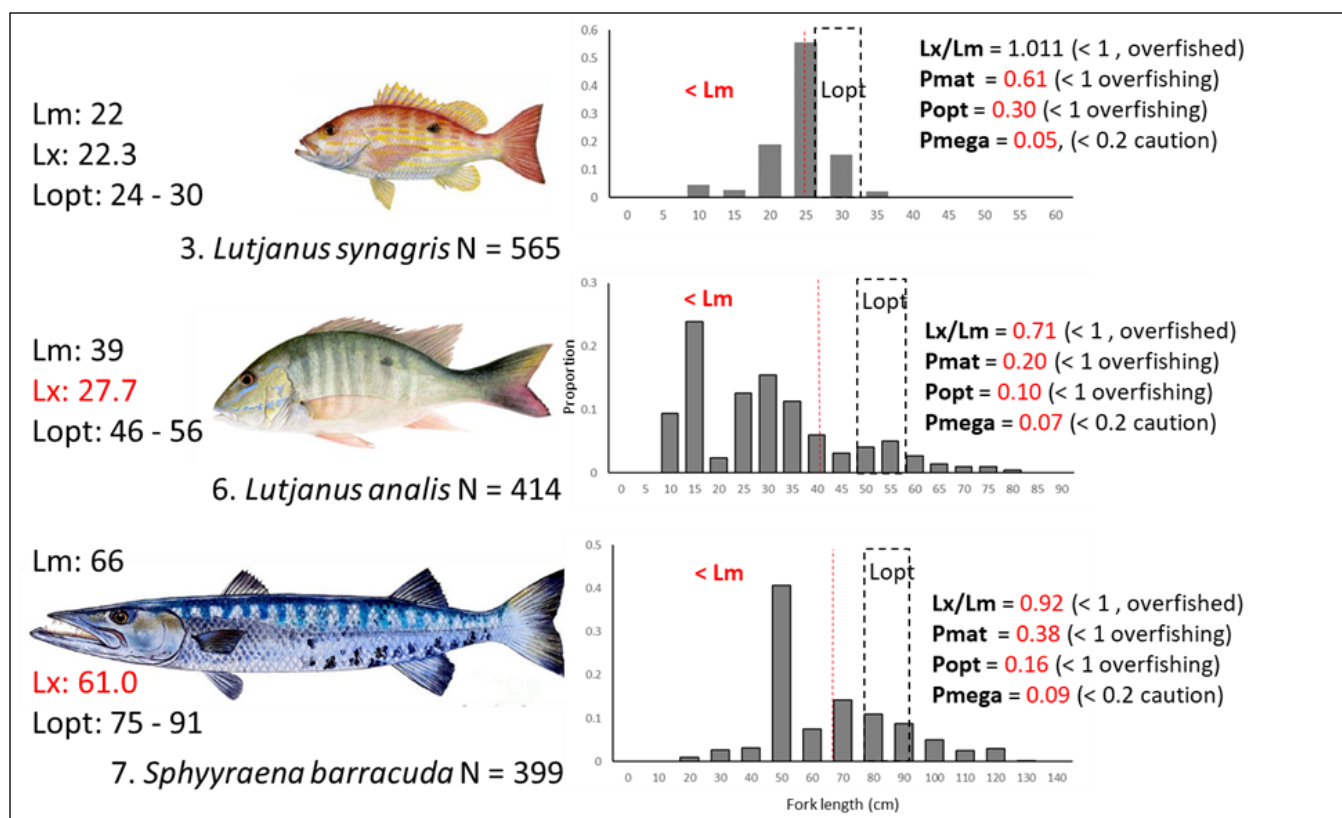 Lm: 22
Lx: 22.3
Lopt: 24 - 30
3. Lutjanus synagris N = 565
0.6
0.5
0.4
0.3
0.2
0.1
0
< Lm
Lopt
0 5 10 15 20 25 30 35 40 45 50 55 60
Lx/Lm = 1.011 (< 1 , overfished)
Pmat = 0.61 (< 1 overfishing)
Popt = 0.30 (< 1 overfishing)
Pmega = 0.05, (< 0.2 caution)
Lm: 39
Lx: 27.7
Lopt: 46 - 56
6. Lutjanus analis N = 414
Proportion
0.3
0.2
0.1
0
< Lm
Lopt
0 5 10 15 20 25 30 35 40 45 50 55 60 65 70 75 80 85 90
Lx/Lm = 0.71 (< 1 , overfished)
Pmat = 0.20 (< 1 overfishing)
Popt = 0.10 (< 1 overfishing)
Pmega = 0.07 (< 0.2 caution)
Lm: 66
Lx: 61.0
Lopt: 75 - 91
7. Sphyyraena barracuda N = 399
0.5
0.4
0.3
0.2
0.1
0
< Lm
Lopt
0 10 20 30 40 50 60 70 80 90 100 110 120 130 140
Fork length (cm)
Lx/Lm = 0.92 (< 1 , overfished)
Pmat = 0.38 (< 1 overfishing)
Popt = 0.16 (< 1 overfishing)
Pmega = 0.09 (< 0.2 caution)